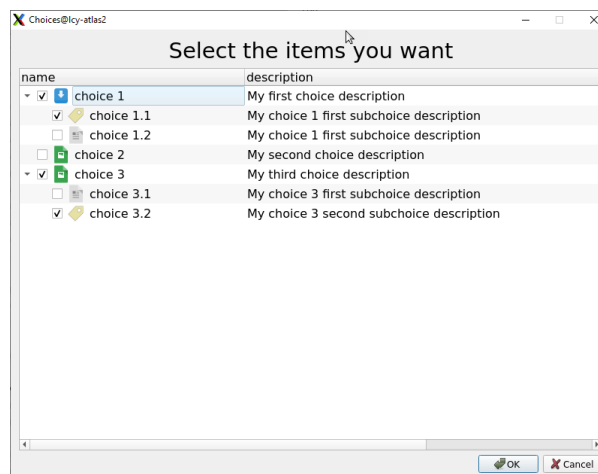 Choices@lcy-atlas2
Select the items you want
name description
choice 1 My first choice description
choice 1.1 My choice 1 first subchoice description
choice 1.2 My choice 1 first subchoice description
choice 2 My second choice description
choice 3 My third choice description
choice 3.1 My choice 3 first subchoice description
choice 3.2 My choice 3 second subchoice description
OK Cancel